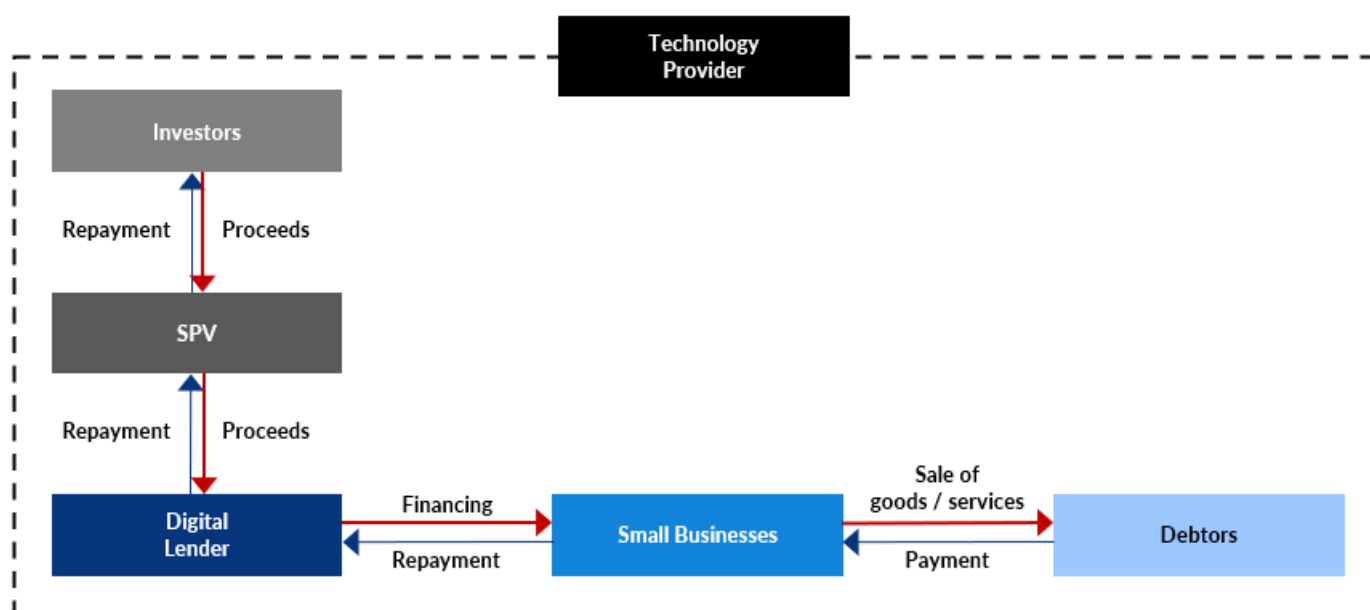 Technology
Provider
Investors
Repayment
Proceeds
SPV
Repayment
Proceeds
Digital
Lender
Financing
Repayment
Small Businesses
Sale of
goods / services
Payment
Debtors